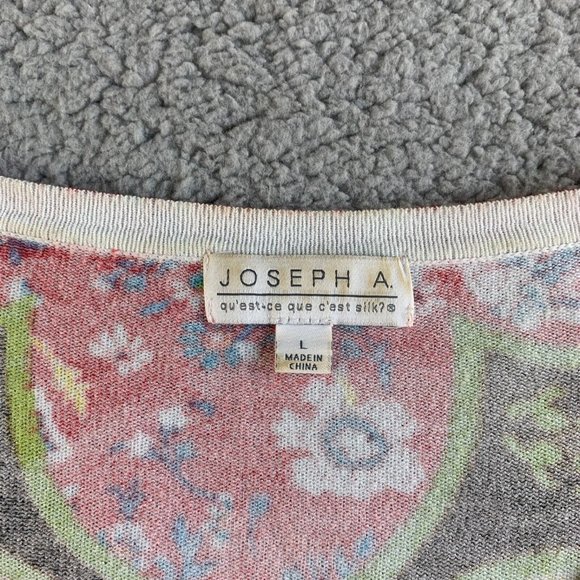 JOSEPH A.
qu'est-ce que c'est silk?®
L
MADE IN
CHINA